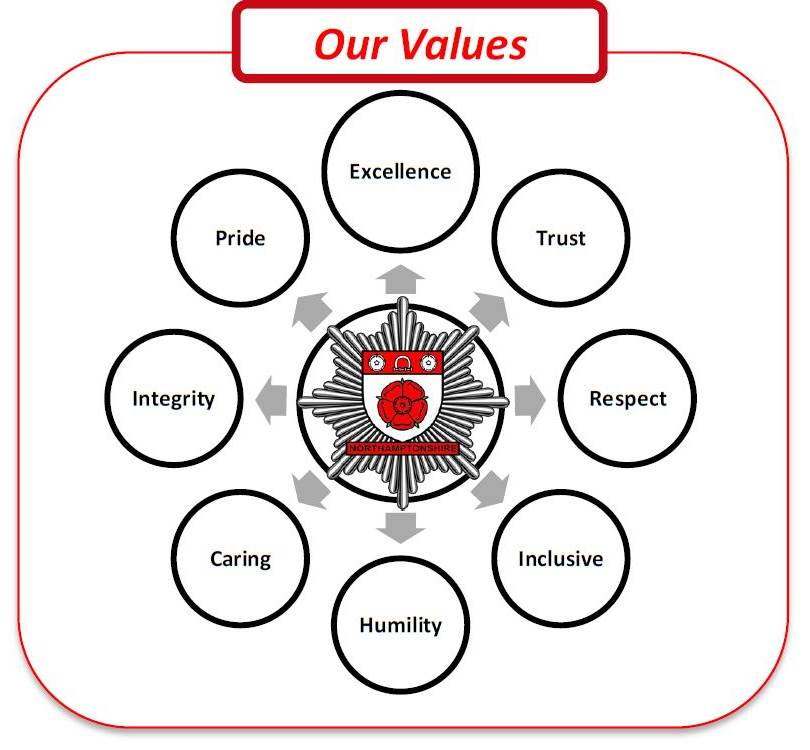 Our Values
Excellence
Trust
Respect
Inclusive
Humility
Caring
Integrity
Pride
NORTHAMPTONSHIRE